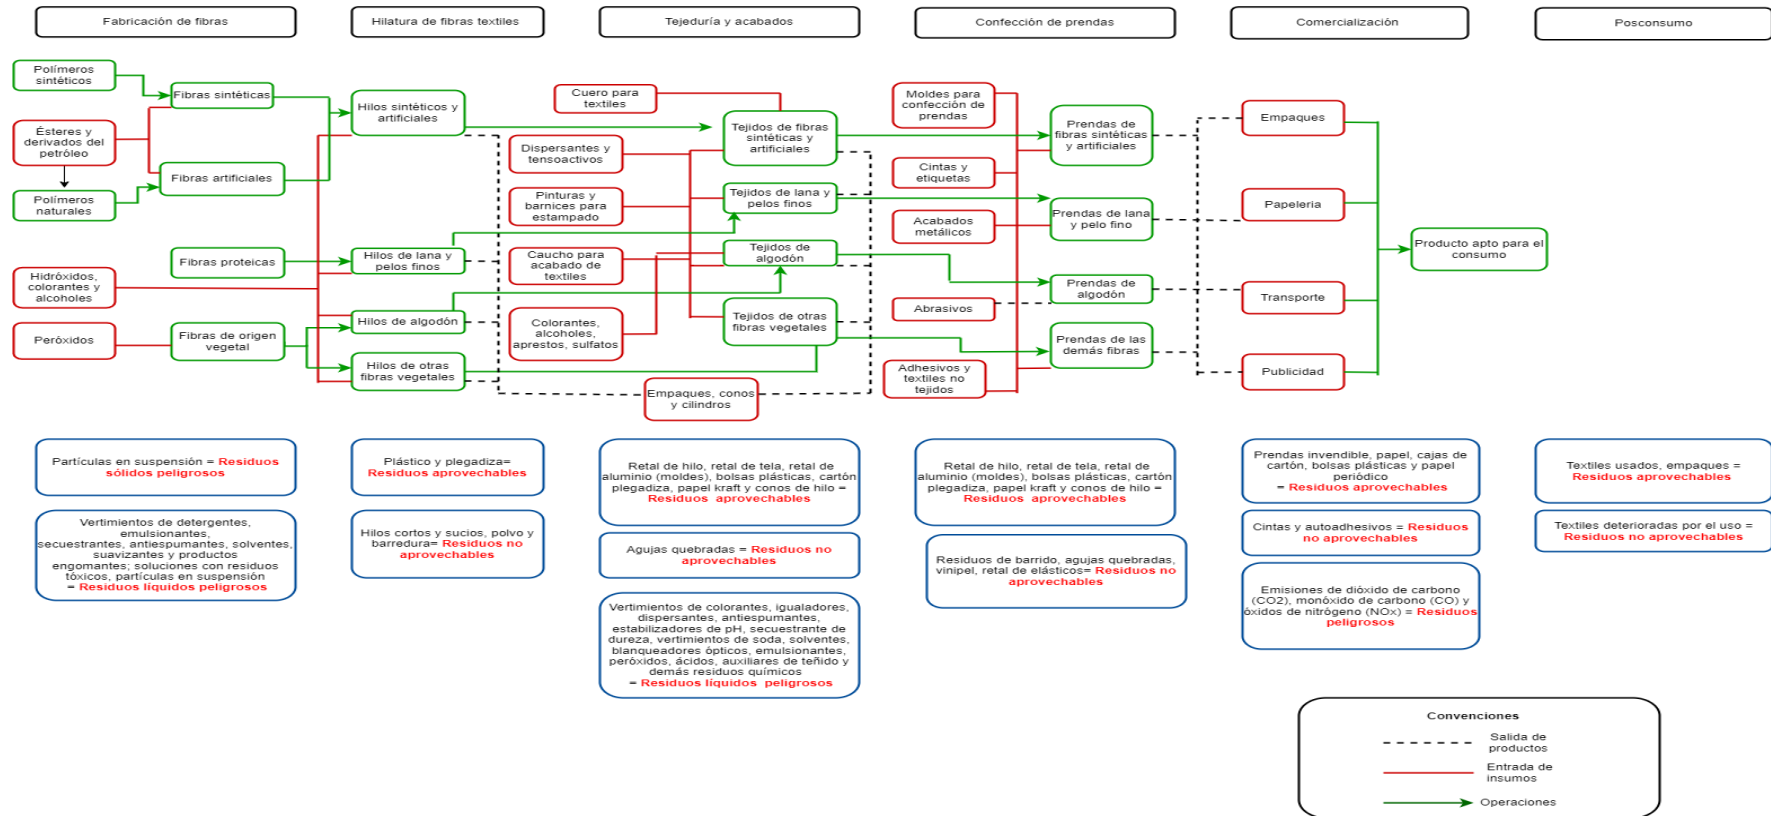 Fabricación de fibras
Hilatura de fibras textiles
Tejeduría y acabados
Confección de prendas
Comercialización
Posconsumo
Polímeros
sintéticos
Ésteres y
derivados del
petróleo
Polímeros
naturales
Hidróxidos,
colorantes y
alcoholes
Peróxidos
Fibras sintéticas
Fibras artificiales
Fibras proteicas
Fibras de origen
vegetal
Hilos sintéticos y
artificiales
Hilos de lana y
pelos finos
Hilos de algodón
Hilos de otras
fibras vegetales
Cuero para
textiles
Dispersantes y
tensoactivos
Pinturas y
barnices para
estampado
Caucho para
acabado de
textiles
Colorantes,
alcoholes,
aprestos, sulfatos
Empaques, conos
y cilindros
Tejidos de fibras
sintéticas y
artificiales
Tejidos de lana y
pelos finos
Tejidos de
algodón
Tejidos de otras
fibras vegetales
Moldes para
confección de
prendas
Cintas y
etiquetas
Acabados
metálicos
Abrasivos
Adhesivos y
textiles no
tejidos
Prendas de
fibras sintéticas
y artificiales
Prendas de lana
y pelo fino
Prendas de
algodón
Prendas de las
demás fibras
Empaques
Papeleria
Transporte
Publicidad
Producto apto para el
consumo
Partículas en suspensión = Residuos
sólidos peligrosos
Vertimientos de detergentes,
emulsionantes,
secuestrantes, antiespumantes, solventes,
suavizantes y productos
engomantes; soluciones con residuos
tóxicos, partículas en suspensión
= Residuos líquidos peligrosos
Plástico y plegadiza=
Residuos aprovechables
Hilos cortos y sucios, polvo y
barredura= Residuos no
aprovechables
Retal de hilo, retal de tela, retal de
aluminio (moldes), bolsas plásticas, cartón
plegadiza, papel kraft y conos de hilo =
Residuos aprovechables
Agujas quebradas = Residuos no
aprovechables
Vertimientos de colorantes, igualadores,
dispersantes, antiespumantes,
estabilizadores de pH, secuestrante de
dureza, vertimientos de soda, solventes,
blanqueadores ópticos, emulsionantes,
peróxidos, ácidos, auxiliares de teñido y
demás residuos químicos
= Residuos líquidos peligrosos
Retal de hilo, retal de tela, retal de
aluminio (moldes), bolsas plásticas, cartón
plegadiza, papel kraft y conos de hilo =
Residuos aprovechables
Residuos de barrido, agujas quebradas,
vinipel, retal de elásticos= Residuos no
aprovechables
Prendas invendible, papel, cajas de
cartón, bolsas plásticas y papel
periódico
= Residuos aprovechables
Cintas y autoadhesivos = Residuos
no aprovechables
Emisiones de dióxido de carbono
(CO2), monóxido de carbono (CO) y
óxidos de nitrógeno (NOx) = Residuos
peligrosos
Textiles usados, empaques =
Residuos aprovechables
Textiles deterioradas por el uso =
Residuos no aprovechables
Convenciones
Salida de
productos
Entrada de
insumos
Operaciones